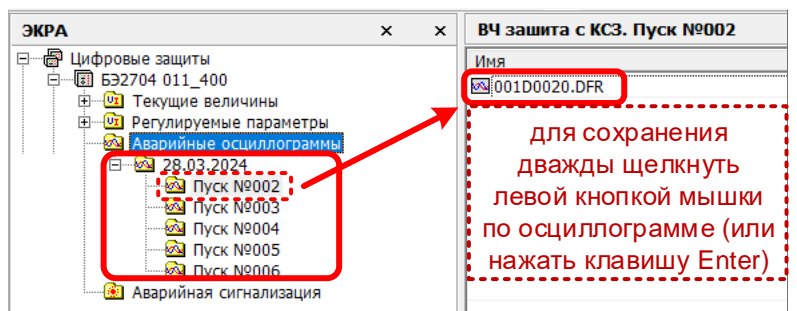 ЭКРА
Цифровые защиты
БЭ2704 011_400
Текущие величины
Регулируемые параметры
Аварийные осциллограммы
28.03.2024
Пуск №002
Пуск №003
Пуск №004
Пуск №005
Пуск №006
Аварийная сигнализация
ВЧ зашита с КСЗ. Пуск №002
Имя
001D0020.DFR
для сохранения
дважды щелкнуть
левой кнопкой мышки
по осциллограмме (или
нажать клавишу Enter)